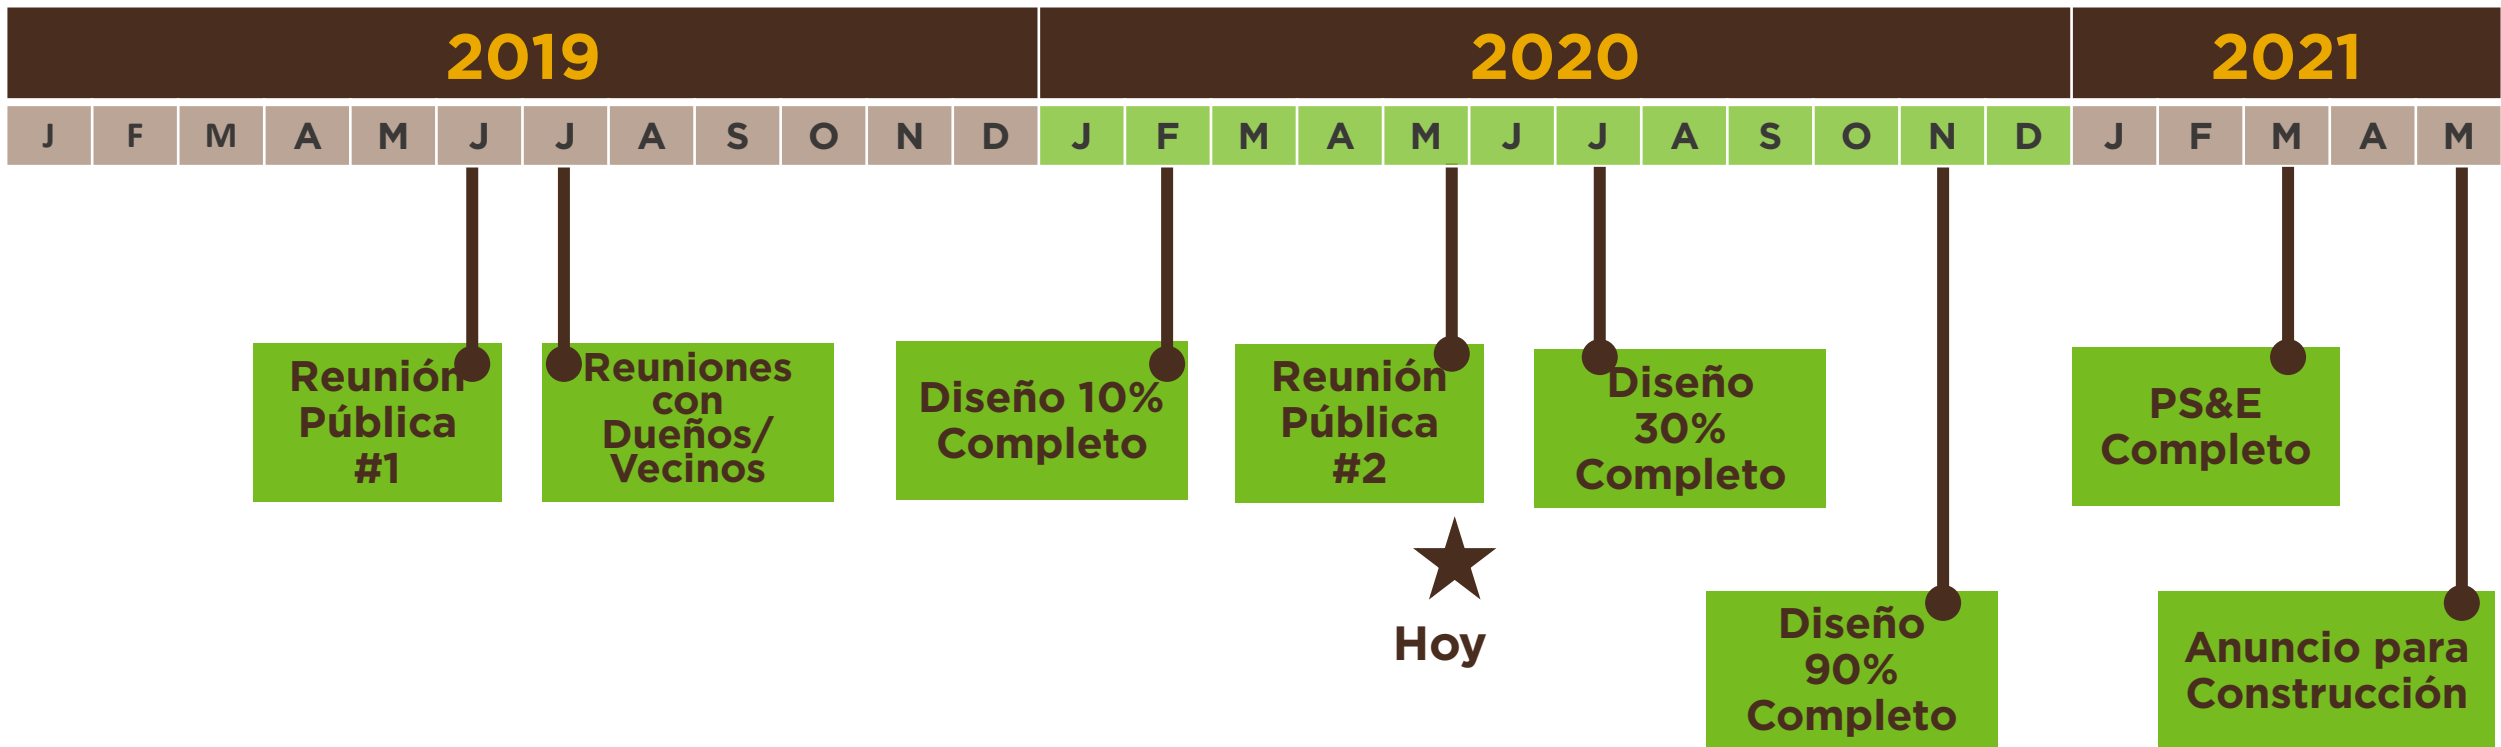 2019 2020 2021
J F M A M J J A S O N D J F M A M J J A S O N D J F M A M
Reunión
Pública
#1
Reuniones
con
Dueños/
Vecinos
Diseño 10%
Completo
Reunión
Pública
#2
Diseño
30%
Completo
PS&E
Completo
Hoy
Diseño
90%
Completo
Anuncio para
Construcción